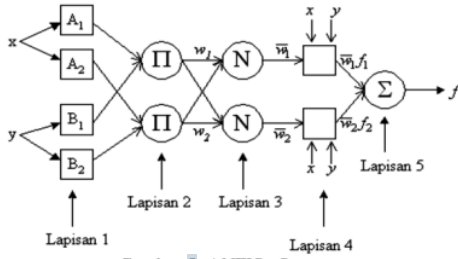 x y
A1
w1 w̅1 w̅1f1
x Π N
A2
Σ f
B1
y Π N
w2 w̅2 w̅2f2
B2
x y
Lapisan 5
Lapisan 2 Lapisan 3
Lapisan 1 Lapisan 4